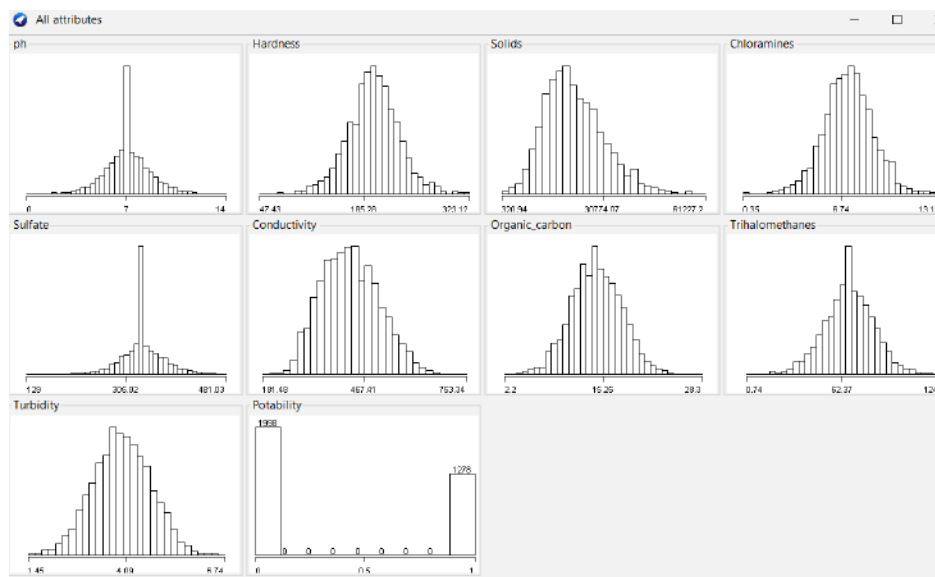 All attributes
ph
0 7 14
Hardness
47.43 185.28 323.12
Solids
320.94 30774.07 61227.2
Chloramines
0.35 6.74 13.1
Sulfate
129 306.02 481.03
Conductivity
181.48 467.41 753.34
Organic_carbon
2.2 15.25 28.3
Trihalomethanes
0.74 62.37 124
Turbidity
1.45 4.09 6.74
Potability
1998
1278
0 0 0 0 0 0 0
0 0.5 1